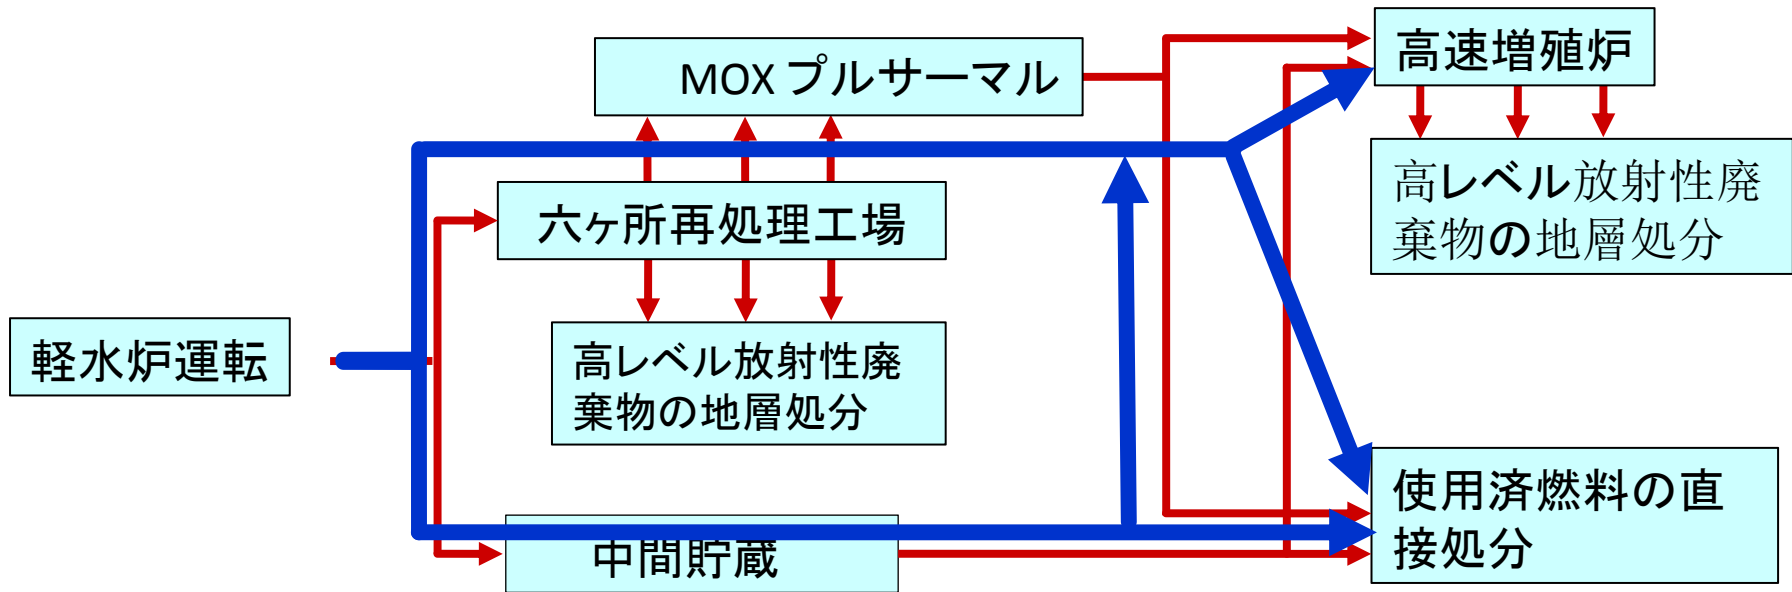 高速増殖炉
MOX プルサーマル
高レベル放射性廃
棄物の地層処分
六ヶ所再処理工場
軽水炉運転
高レベル放射性廃
棄物の地層処分
使用済燃料の直
接処分
中間貯蔵